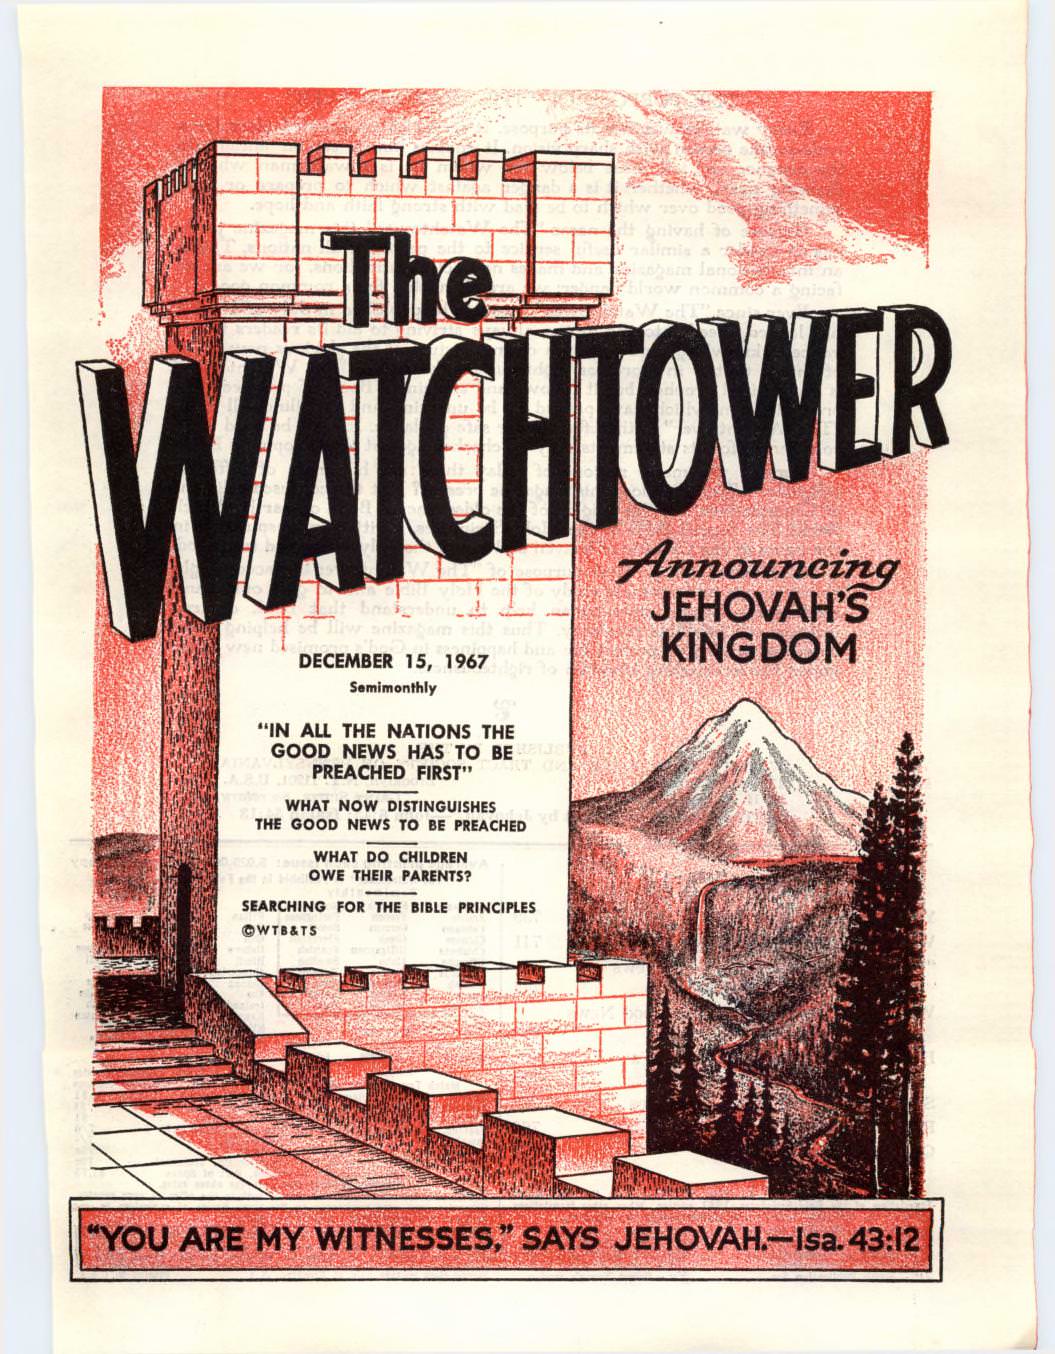 The
WATCHTOWER
Announcing
JEHOVAH'S
KINGDOM
DECEMBER 15, 1967
Semimonthly
“IN ALL THE NATIONS THE
GOOD NEWS HAS TO BE
PREACHED FIRST”
WHAT NOW DISTINGUISHES
THE GOOD NEWS TO BE PREACHED
WHAT DO CHILDREN
OWE THEIR PARENTS?
SEARCHING FOR THE BIBLE PRINCIPLES
©WTB&TS
“YOU ARE MY WITNESSES,” SAYS JEHOVAH.—Isa. 43:12